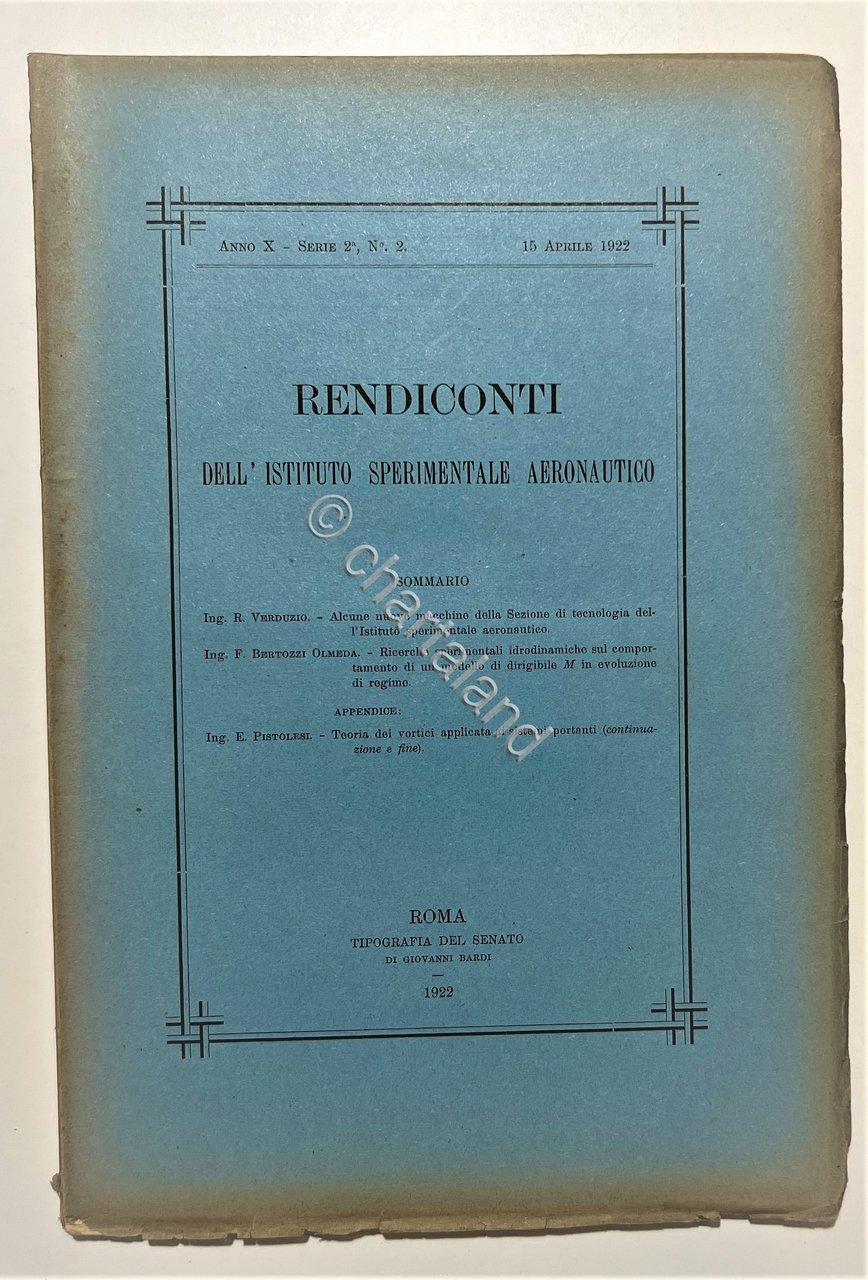 ANNO X – SERIE 2ª, Nº. 2.
15 APRILE 1922
RENDICONTI
DELL' ISTITUTO SPERIMENTALE AERONAUTICO
SOMMARIO
Ing. R. VERDUZIO. – Alcune nuove macchine della Sezione di tecnologia del-
l'Istituto sperimentale aeronautico.
Ing. F. BERTOZZI OLMEDA. – Ricerche sperimentali idrodinamiche sul compor-
tamento di un modello di dirigibile M in evoluzione
di regime.
APPENDICE:
Ing. E. PISTOLESI. – Teoria dei vortici applicata a sistemi portanti (continua-
zione e fine).
© chartaland
ROMA
TIPOGRAFIA DEL SENATO
DI GIOVANNI BARDI
1922